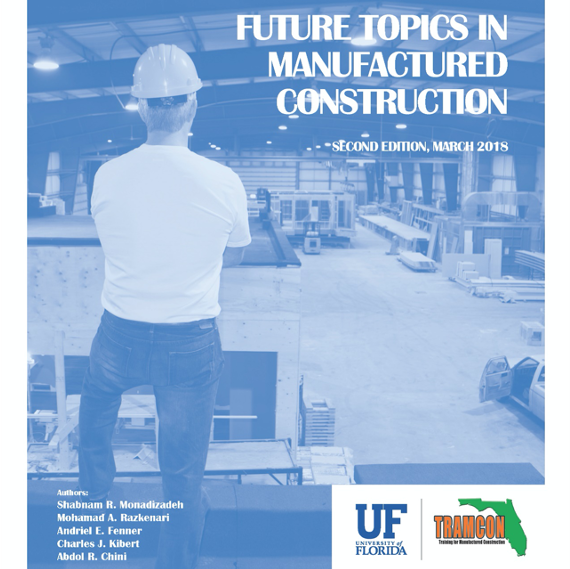 FUTURE TOPICS IN
MANUFACTURED
CONSTRUCTION
SECOND EDITION, MARCH 2018
Authors:
Shabnam R. Monadizadeh
Mohamad A. Razkenari
Andriel E. Fenner
Charles J. Kibert
Abdol R. Chini
UF
UNIVERSITY of
FLORIDA
TRAMCON
Training for Manufactured Construction